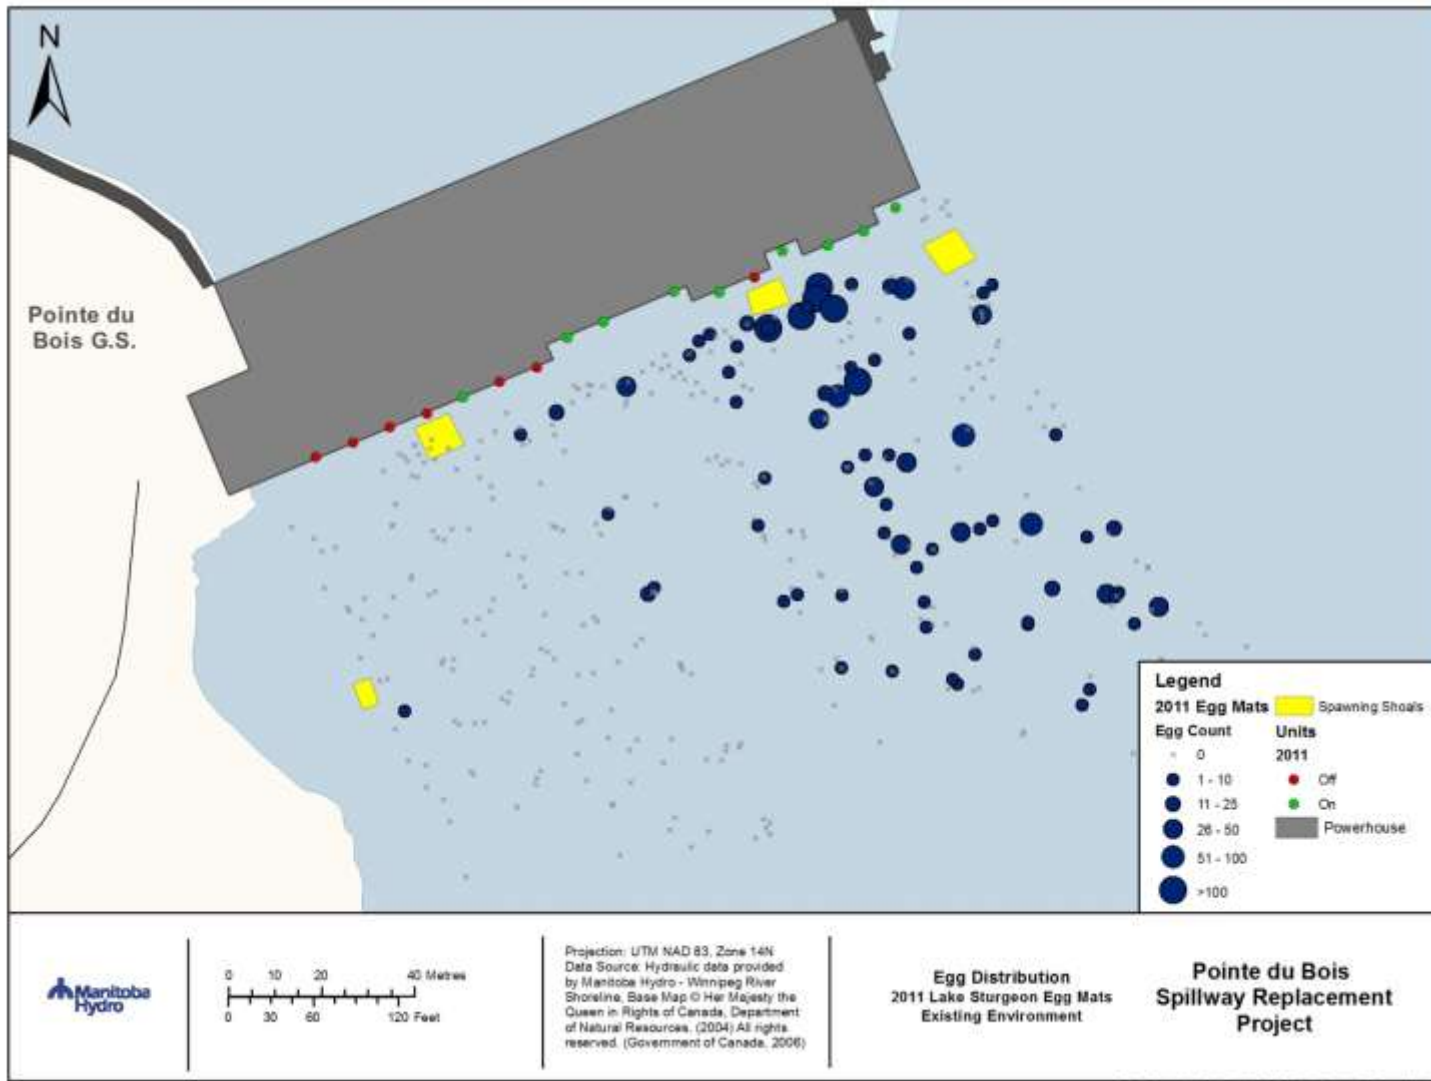 N
Pointe du
Bois G.S.
Legend
2011 Egg Mats
Egg Count
0
1 - 10
11 - 25
26 - 50
51 - 100
>100
Spawning Shoals
Units
2011
Off
On
Powerhouse
Manitoba
Hydro
0 10 20 40 Metres
0 30 60 120 Feet
Projection: UTM NAD 83, Zone 14N
Data Source: Hydraulic data provided
by Manitoba Hydro - Winnipeg River
Shoreline, Base Map © Her Majesty the
Queen in Rights of Canada, Department
of Natural Resources. (2004) All rights
reserved. (Government of Canada, 2006)
Egg Distribution
2011 Lake Sturgeon Egg Mats
Existing Environment
Pointe du Bois
Spillway Replacement
Project